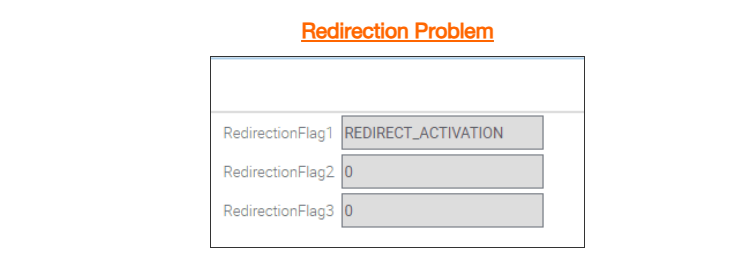 Redirection Problem
RedirectionFlag1 REDIRECT_ACTIVATION
RedirectionFlag2 0
RedirectionFlag3 0